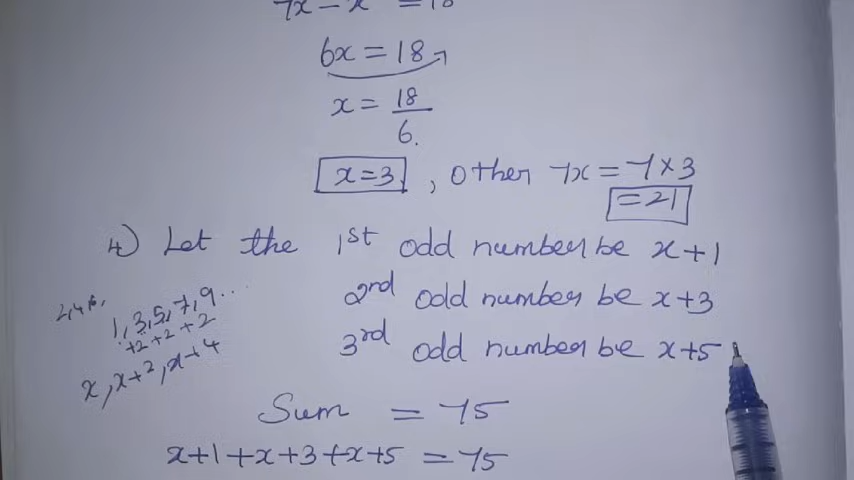 7x - x = 18
6x = 18
x = 18/6.
x = 3, other 7x = 7 × 3
= 21
4) Let the 1st odd number be x + 1
2nd odd number be x + 3
3rd odd number be x + 5
1, 3, 5, 7, 9...
+2 +2 +2
x, x+2, x+4
Sum = 75
x+1+x+3+x+5 = 75